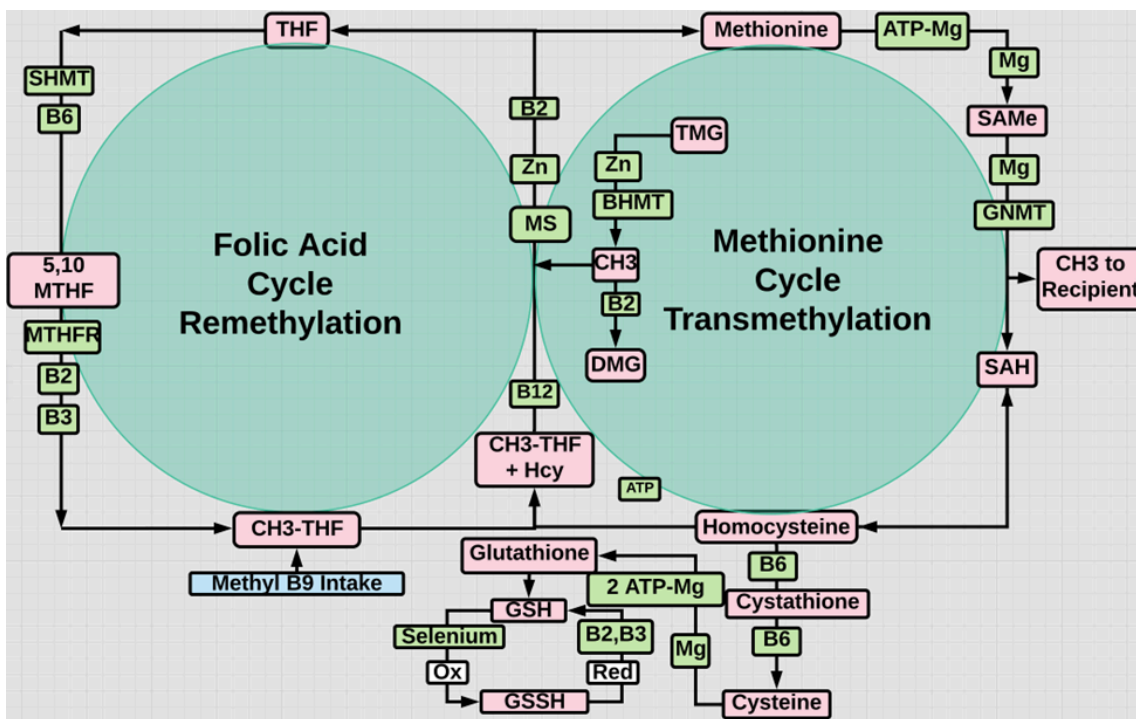 THF
Methionine
ATP-Mg
SHMT
B6
B2
Mg
SAMe
TMG
Zn
Zn
Mg
BHMT
MS
GNMT
Folic Acid
Cycle
Remethylation
Methionine
Cycle
Transmethylation
5,10
MTHF
CH3
CH3 to
Recipient
B2
MTHFR
B2
B3
DMG
SAH
B12
CH3-THF
+ Hcy
ATP
CH3-THF
Homocysteine
Methyl B9 Intake
Glutathione
B6
2 ATP-Mg
Cystathione
GSH
Selenium
B2,B3
Mg
B6
Ox
Red
GSSH
Cysteine